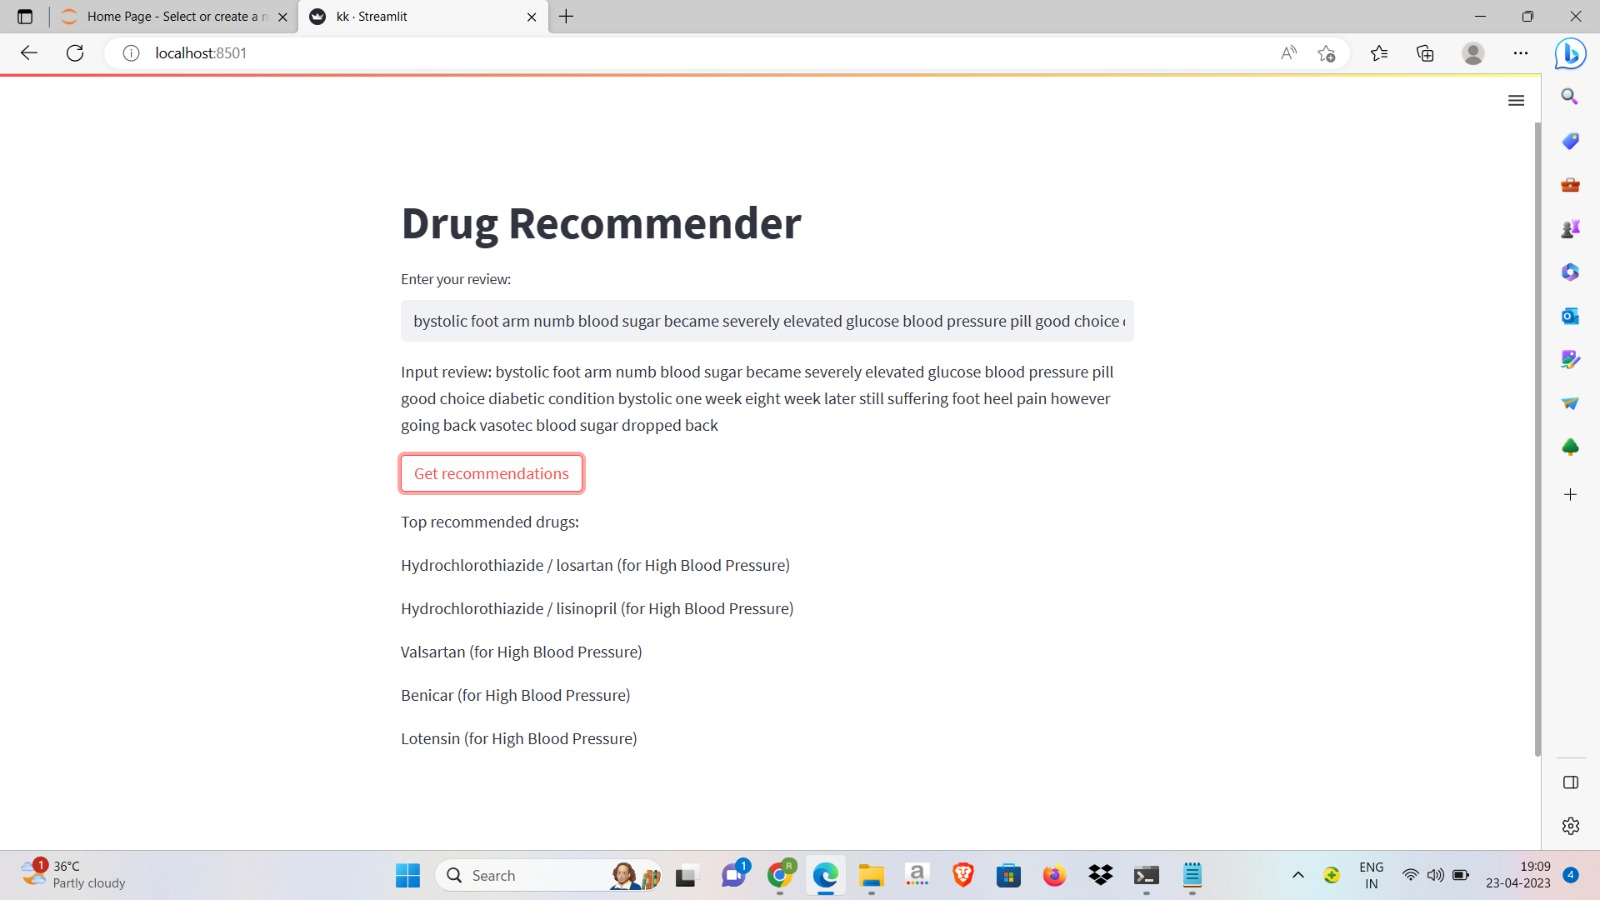 Home Page - Select or create a n
kk · Streamlit
localhost:8501
Drug Recommender
Enter your review:
bystolic foot arm numb blood sugar became severely elevated glucose blood pressure pill good choice
Input review: bystolic foot arm numb blood sugar became severely elevated glucose blood pressure pill
good choice diabetic condition bystolic one week eight week later still suffering foot heel pain however
going back vasotec blood sugar dropped back
Get recommendations
Top recommended drugs:
Hydrochlorothiazide / losartan (for High Blood Pressure)
Hydrochlorothiazide / lisinopril (for High Blood Pressure)
Valsartan (for High Blood Pressure)
Benicar (for High Blood Pressure)
Lotensin (for High Blood Pressure)
1
36°C
Partly cloudy
Search
1
R
a
ENG
IN
19:09
23-04-2023
4